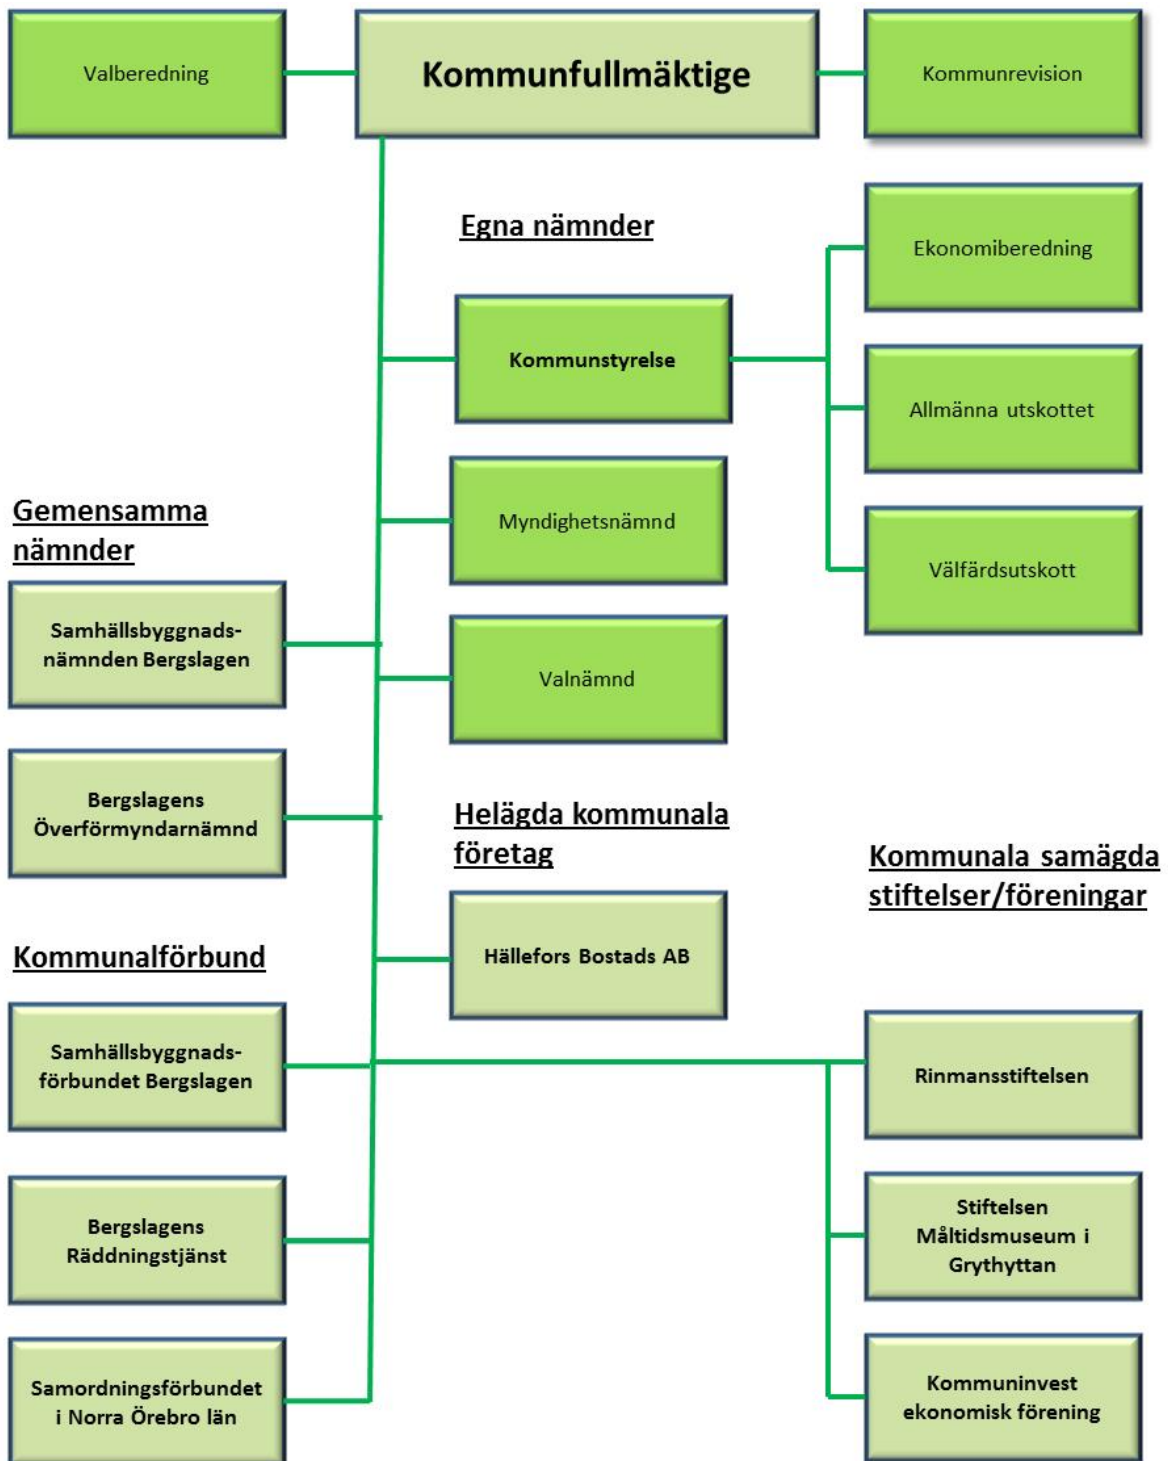 Valberedning
Kommunfullmäktige
Kommunrevision
Egna nämnder
Ekonomiberedning
Kommunstyrelse
Allmänna utskottet
Myndighetsnämnd
Välfärdsutskott
Valnämnd
Gemensamma
nämnder
Samhällsbyggnads-
nämnden Bergslagen
Bergslagens
Överförmyndarnämnd
Helägda kommunala
företag
Hällefors Bostads AB
Kommunala samägda
stiftelser/föreningar
Kommunalförbund
Samhällsbyggnads-
förbundet Bergslagen
Bergslagens
Räddningstjänst
Samordningsförbundet
i Norra Örebro län
Rinmansstiftelsen
Stiftelsen
Måltidsmuseum i
Grythyttan
Kommuninvest
ekonomisk förening